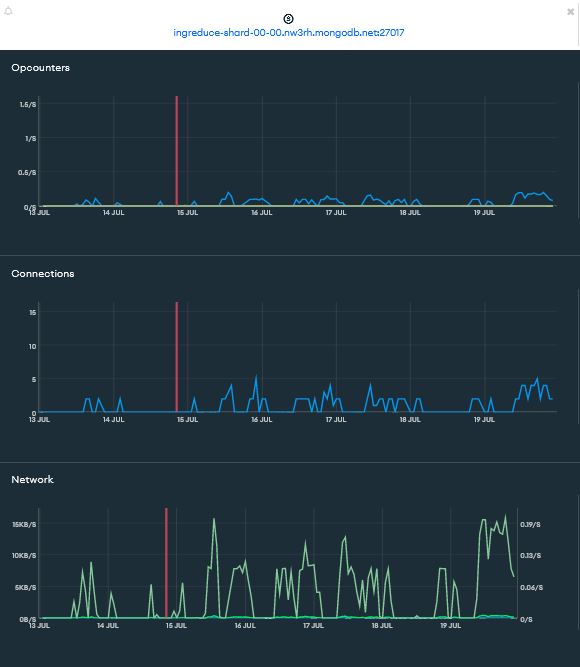 S
ingreduce-shard-00-00.nw3rh.mongodb.net:27017
Opcounters
1.5/S
1/S
0.5/S
0/S
13 JUL 14 JUL 15 JUL 16 JUL 17 JUL 18 JUL 19 JUL
Connections
15
10
5
0
13 JUL 14 JUL 15 JUL 16 JUL 17 JUL 18 JUL 19 JUL
Network
15KB/S 0.19/S
10KB/S 0.13/S
5KB/S 0.06/S
0B/S 0/S
13 JUL 14 JUL 15 JUL 16 JUL 17 JUL 18 JUL 19 JUL